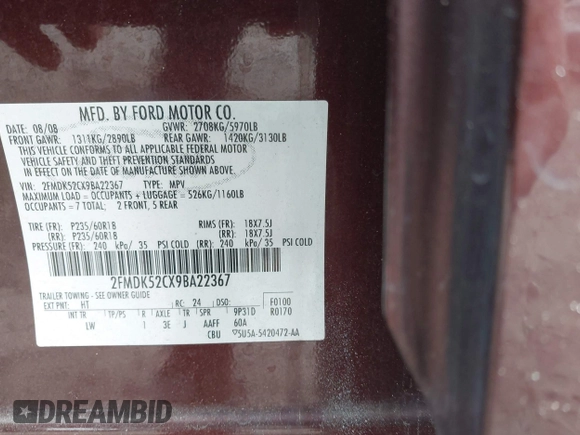 MFD. BY FORD MOTOR CO.
DATE: 08/08 GVWR: 2708KG/5970LB
FRONT GAWR: 1311KG/2890LB REAR GAWR: 1420KG/3130LB
THIS VEHICLE CONFORMS TO ALL APPLICABLE FEDERAL MOTOR
VEHICLE SAFETY AND THEFT PREVENTION STANDARDS
IN EFFECT ON THE DATE OF MANUFACTURE SHOWN ABOVE.
VIN: 2FMDK52CX9BA22367 TYPE: MPV
MAXIMUM LOAD = OCCUPANTS + LUGGAGE = 526KG/1160LB
OCCUPANTS = 7 TOTAL; 2 FRONT, 5 REAR
TIRE (FR): P235/60R18 RIMS (FR): 18X7.5J
(RR): P235/60R18 (RR): 18X7.5J
PRESSURE (FR): 240 kPa/ 35 PSI COLD (RR) 240 kPa/ 35 PSI COLD
2FMDK52CX9BA22367
TRAILER TOWING - SEE OWNER GUIDE
EXT PNT: HT RC: 24 DSO: F0100
INT TR TP/PS R AXLE TR SPR 9P31D R0170
LW 1 3E J AAFF 60A
CBU 5U5A-5420472-AA
DREAMBID